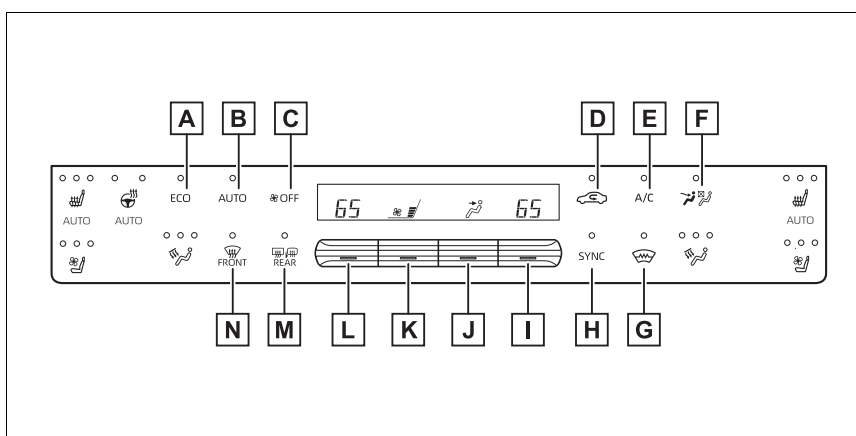 A B C D E F
ECO AUTO OFF 65 65 A/C
AUTO AUTO AUTO
FRONT REAR SYNC
N M L K J I H G